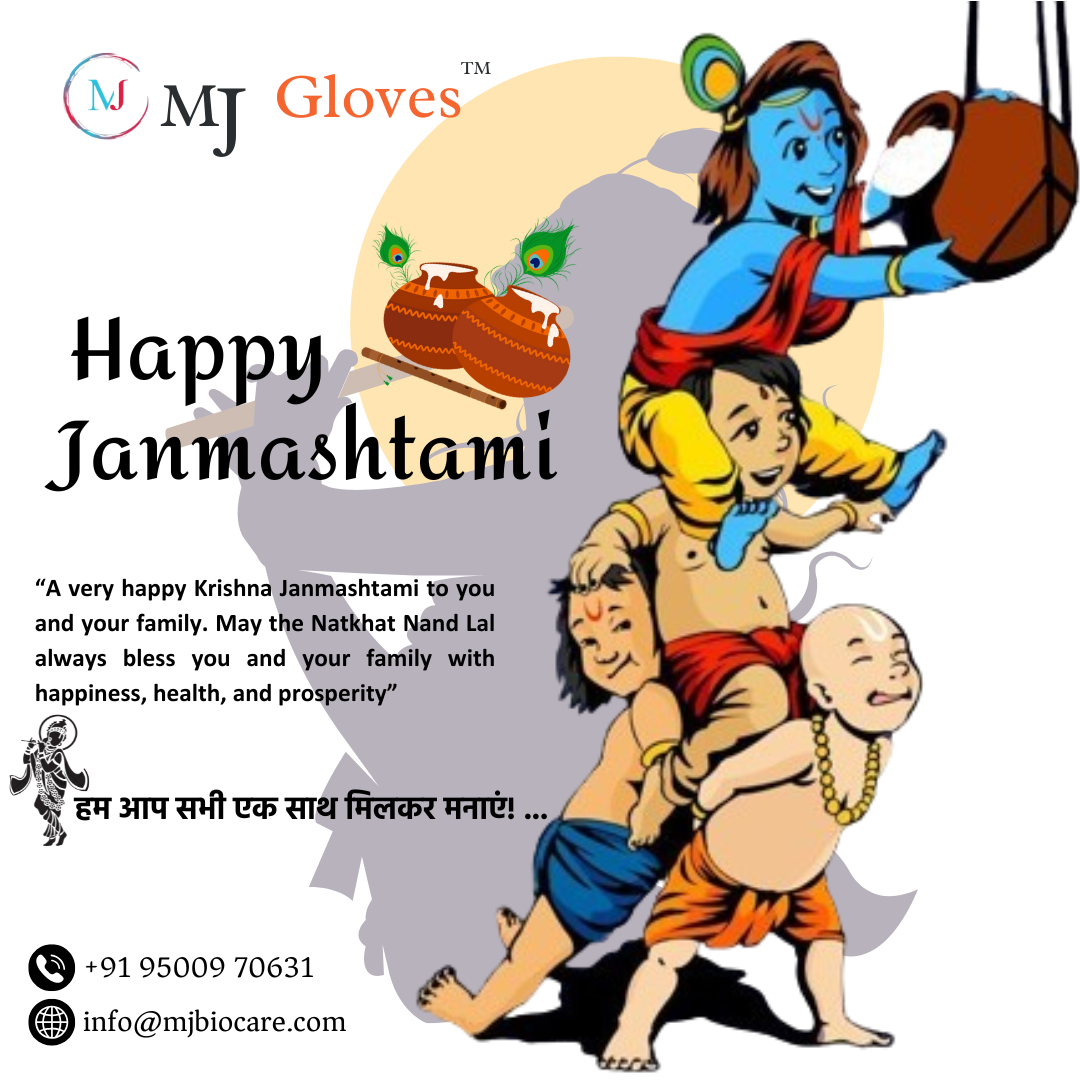 MJ
MJ Gloves™
Happy
Janmashtami
“A very happy Krishna Janmashtami to you
and your family. May the Natkhat Nand Lal
always bless you and your family with
happiness, health, and prosperity”
हम आप सभी एक साथ मिलकर मनाएं! ...
+91 95009 70631
info@mjbiocare.com